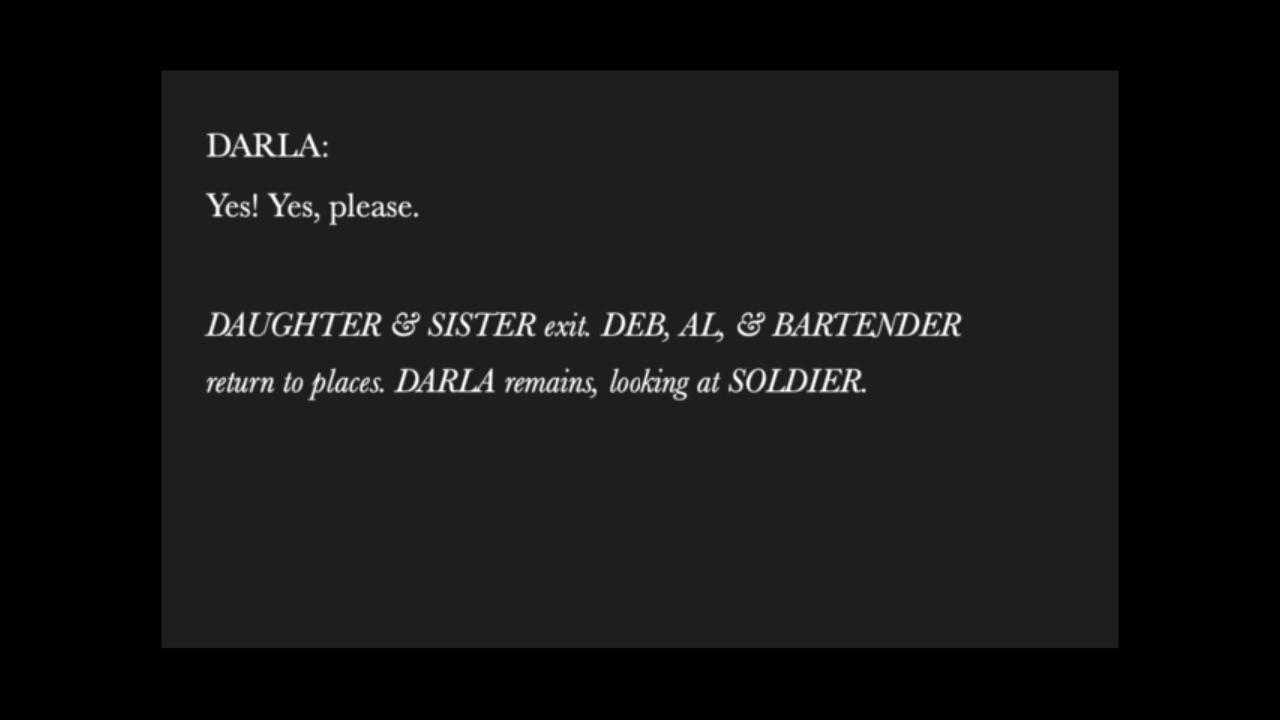 DARLA:
Yes! Yes, please.
DAUGHTER & SISTER exit. DEB, AL, & BARTENDER
return to places. DARLA remains, looking at SOLDIER.